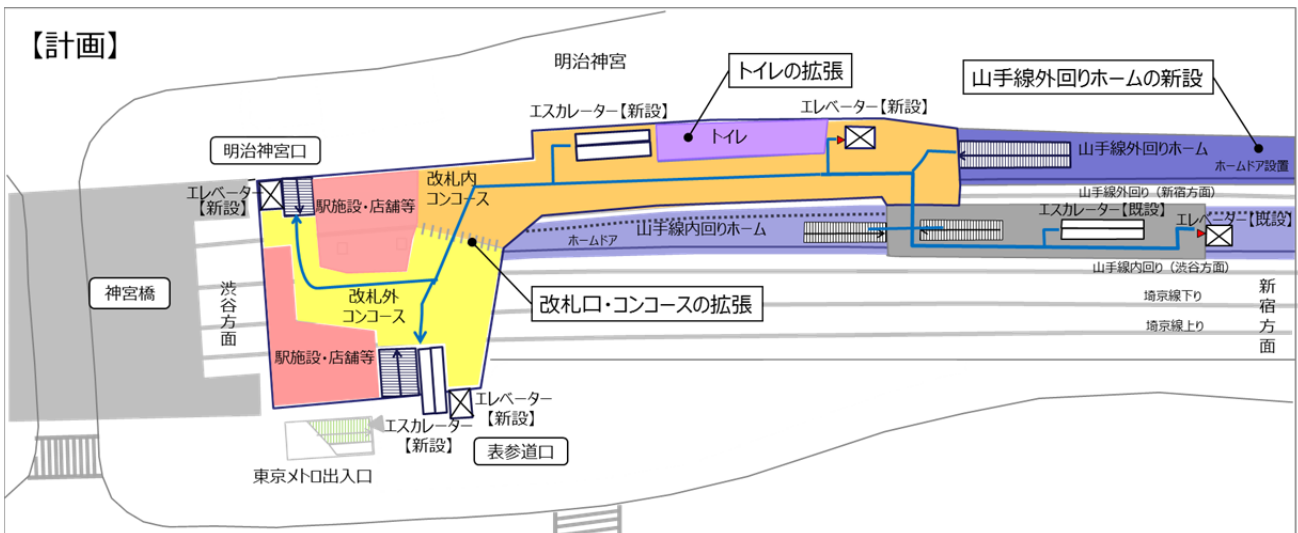 【計画】
明治神宮
トイレの拡張
山手線外回りホームの新設
エスカレーター【新設】
エレベーター【新設】
トイレ
明治神宮口
山手線外回りホーム
ホームドア設置
エレベーター
【新設】
駅施設・店舗等
改札内
コンコース
山手線外回り（新宿方面）
山手線内回りホーム
ホームドア
エスカレーター【既設】
エレベーター【既設】
山手線内回り（渋谷方面）
神宮橋
渋谷方面
改札外
コンコース
改札口・コンコースの拡張
埼京線下り
埼京線上り
新宿方面
駅施設・店舗等
エレベーター
【新設】
エスカレーター
【新設】
表参道口
東京メトロ出入口